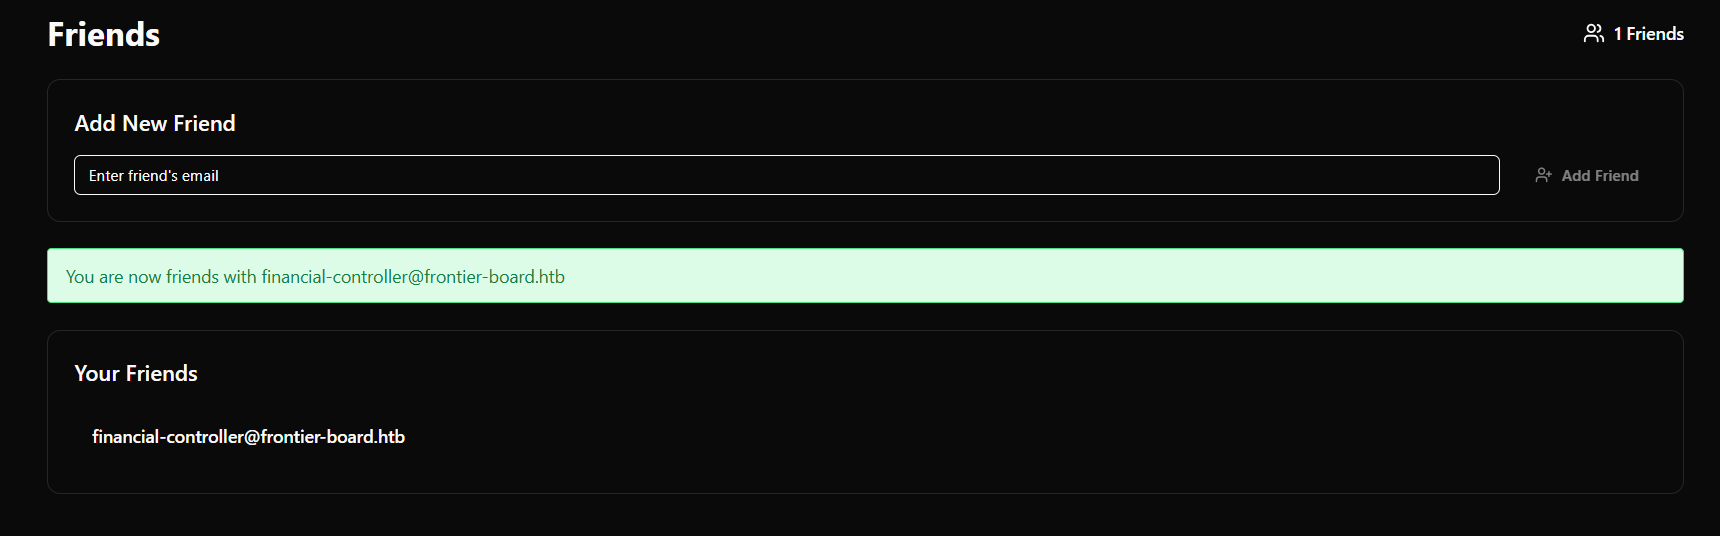 Friends
1 Friends
Add New Friend
Enter friend's email
Add Friend
You are now friends with financial-controller@frontier-board.htb
Your Friends
financial-controller@frontier-board.htb